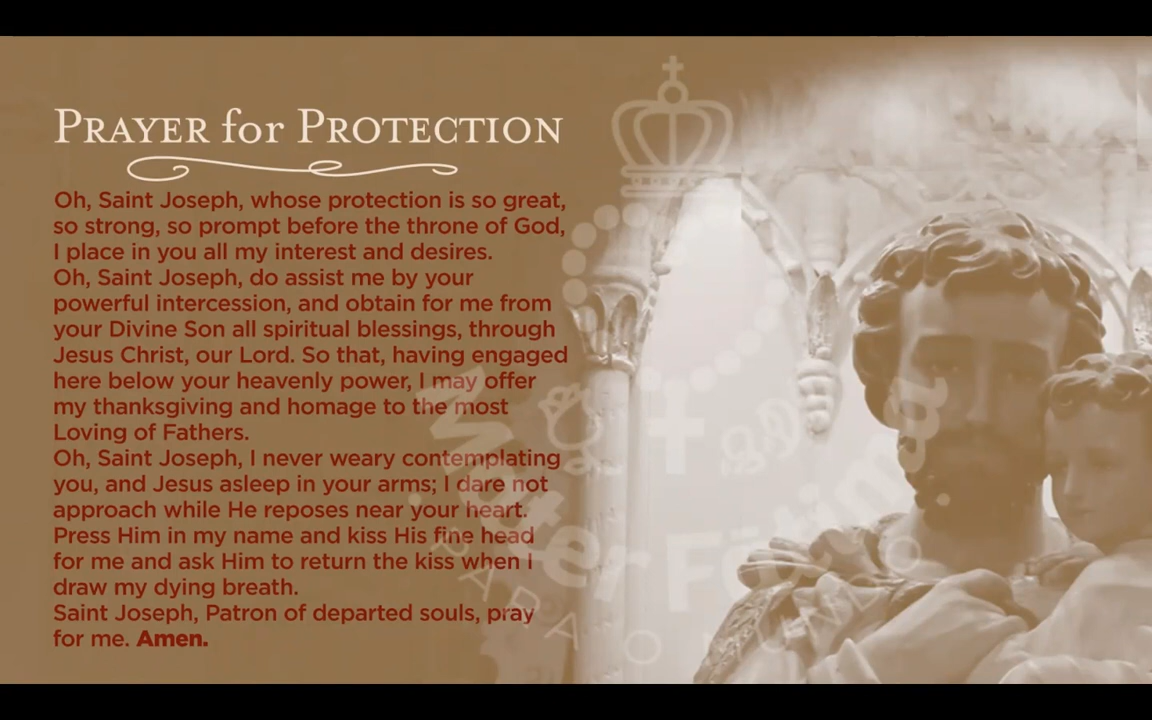 PRAYER for PROTECTION
Oh, Saint Joseph, whose protection is so great,
so strong, so prompt before the throne of God,
I place in you all my interest and desires.
Oh, Saint Joseph, do assist me by your
powerful intercession, and obtain for me from
your Divine Son all spiritual blessings, through
Jesus Christ, our Lord. So that, having engaged
here below your heavenly power, I may offer
my thanksgiving and homage to the most
Loving of Fathers.
Oh, Saint Joseph, I never weary contemplating
you, and Jesus asleep in your arms; I dare not
approach while He reposes near your heart.
Press Him in my name and kiss His fine head
for me and ask Him to return the kiss when I
draw my dying breath.
Saint Joseph, Patron of departed souls, pray
for me. Amen.
Mater Fátima